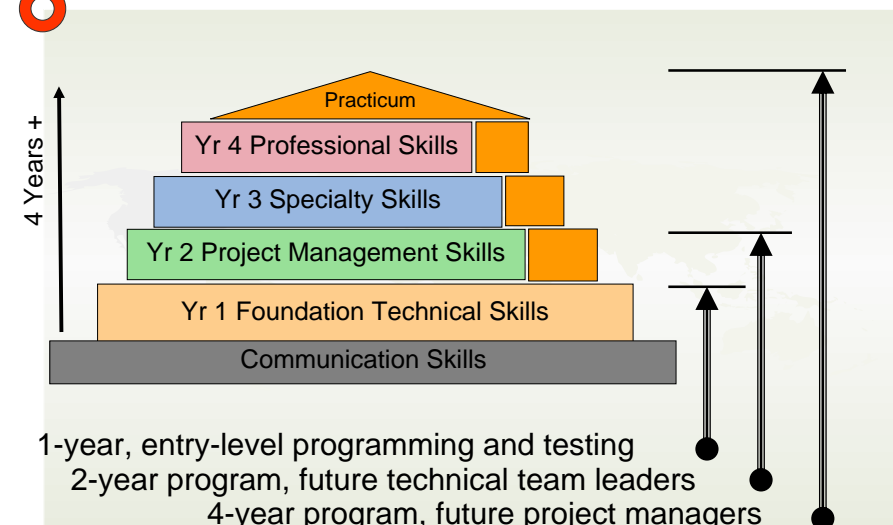 Practicum
Yr 4 Professional Skills
Yr 3 Specialty Skills
Yr 2 Project Management Skills
Yr 1 Foundation Technical Skills
Communication Skills
4 Years +
1-year, entry-level programming and testing
2-year program, future technical team leaders
4-year program, future project managers